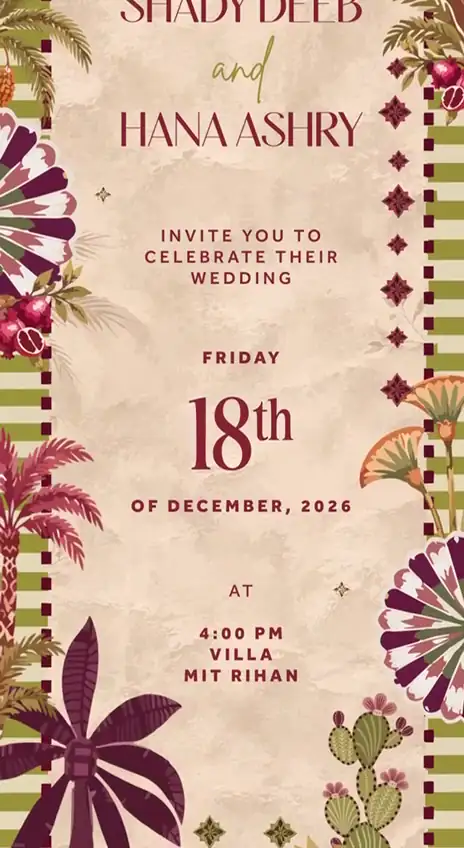 SHADY DEEB
and
HANA ASHRY
INVITE YOU TO
CELEBRATE THEIR
WEDDING
FRIDAY
18th
OF DECEMBER, 2026
AT
4:00 PM
VILLA
MIT RIHAN